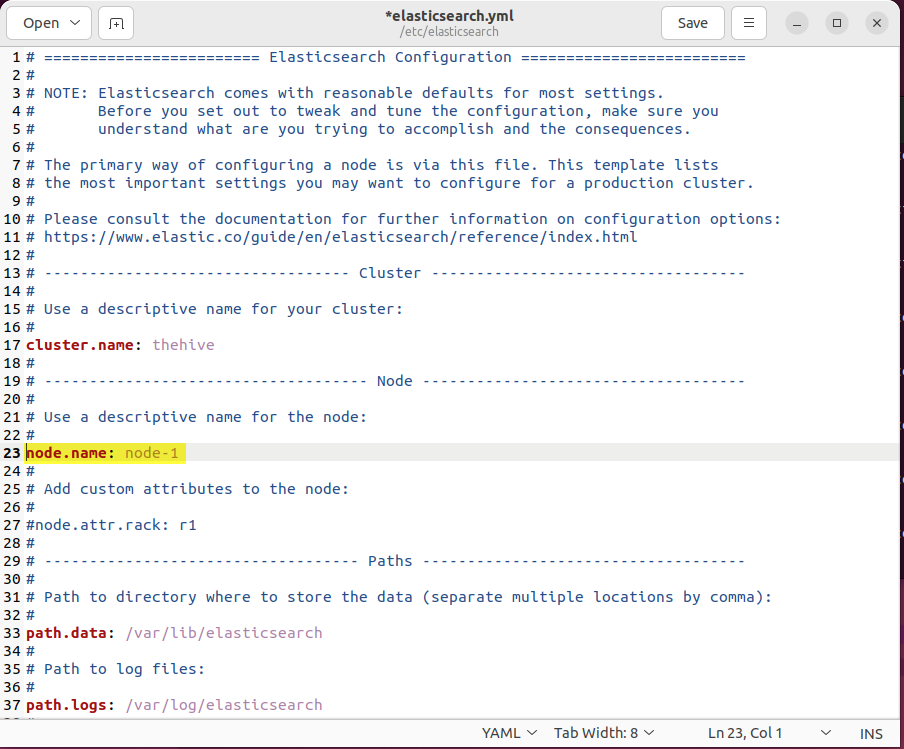 Open
*elasticsearch.yml
/etc/elasticsearch
Save
1 # ======================== Elasticsearch Configuration =========================
2 #
3 # NOTE: Elasticsearch comes with reasonable defaults for most settings.
4 #       Before you set out to tweak and tune the configuration, make sure you
5 #       understand what are you trying to accomplish and the consequences.
6 #
7 # The primary way of configuring a node is via this file. This template lists
8 # the most important settings you may want to configure for a production cluster.
9 #
10 # Please consult the documentation for further information on configuration options:
11 # https://www.elastic.co/guide/en/elasticsearch/reference/index.html
12 #
13 # ---------------------------------- Cluster -----------------------------------
14 #
15 # Use a descriptive name for your cluster:
16 #
17 cluster.name: thehive
18 #
19 # ------------------------------------ Node ------------------------------------
20 #
21 # Use a descriptive name for the node:
22 #
23 node.name: node-1
24 #
25 # Add custom attributes to the node:
26 #
27 #node.attr.rack: r1
28 #
29 # ----------------------------------- Paths ------------------------------------
30 #
31 # Path to directory where to store the data (separate multiple locations by comma):
32 #
33 path.data: /var/lib/elasticsearch
34 #
35 # Path to log files:
36 #
37 path.logs: /var/log/elasticsearch
YAML Tab Width: 8 Ln 23, Col 1 INS